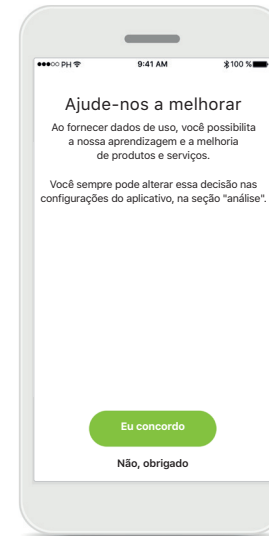 ●●●○○ PH 9:41 AM 100 %
Ajude-nos a melhorar
Ao fornecer dados de uso, você possibilita
a nossa aprendizagem e a melhoria
de produtos e serviços.
Você sempre pode alterar essa decisão nas
configurações do aplicativo, na seção "análise".
Eu concordo
Não, obrigado